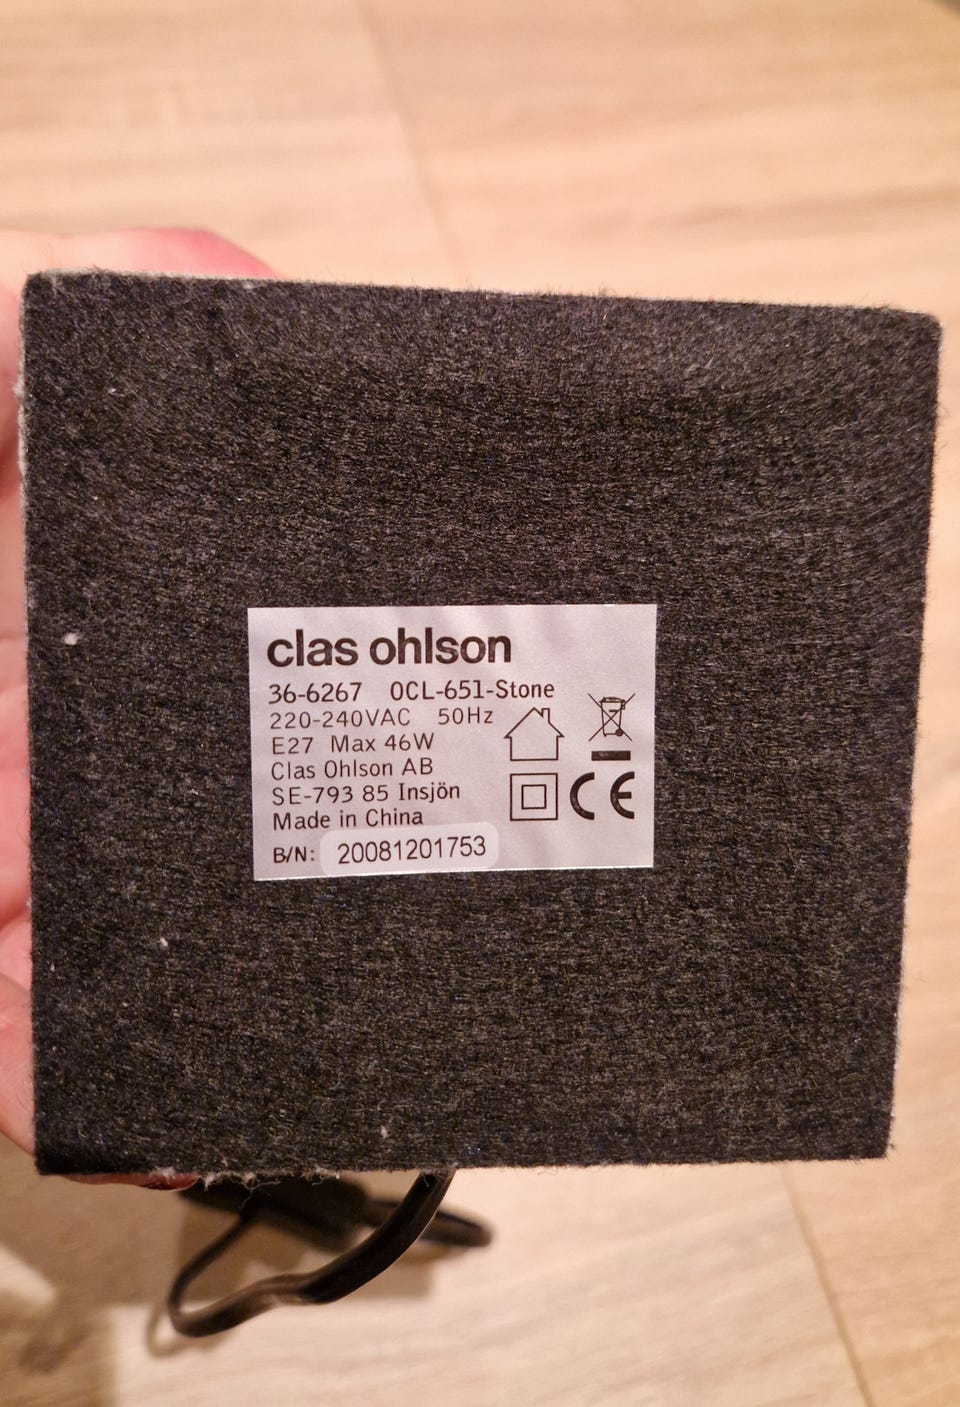 clas ohlson
36-6267 OCL-651-Stone
220-240VAC 50Hz
E27 Max 46W
Clas Ohlson AB
SE-793 85 Insjön
Made in China
B/N: 20081201753
CE